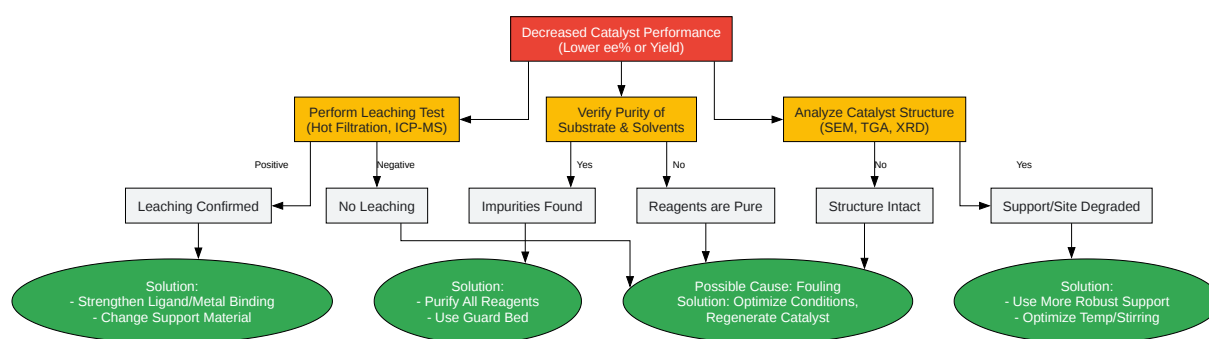 Decreased Catalyst Performance
(Lower ee% or Yield)
Perform Leaching Test
(Hot Filtration, ICP-MS)
Verify Purity of
Substrate & Solvents
Analyze Catalyst Structure
(SEM, TGA, XRD)
Positive
Negative
Yes
No
No
Yes
Leaching Confirmed
No Leaching
Impurities Found
Reagents are Pure
Structure Intact
Support/Site Degraded
Solution:
- Strengthen Ligand/Metal Binding
- Change Support Material
Solution:
- Purify All Reagents
- Use Guard Bed
Possible Cause: Fouling
Solution: Optimize Conditions,
Regenerate Catalyst
Solution:
- Use More Robust Support
- Optimize Temp/Stirring